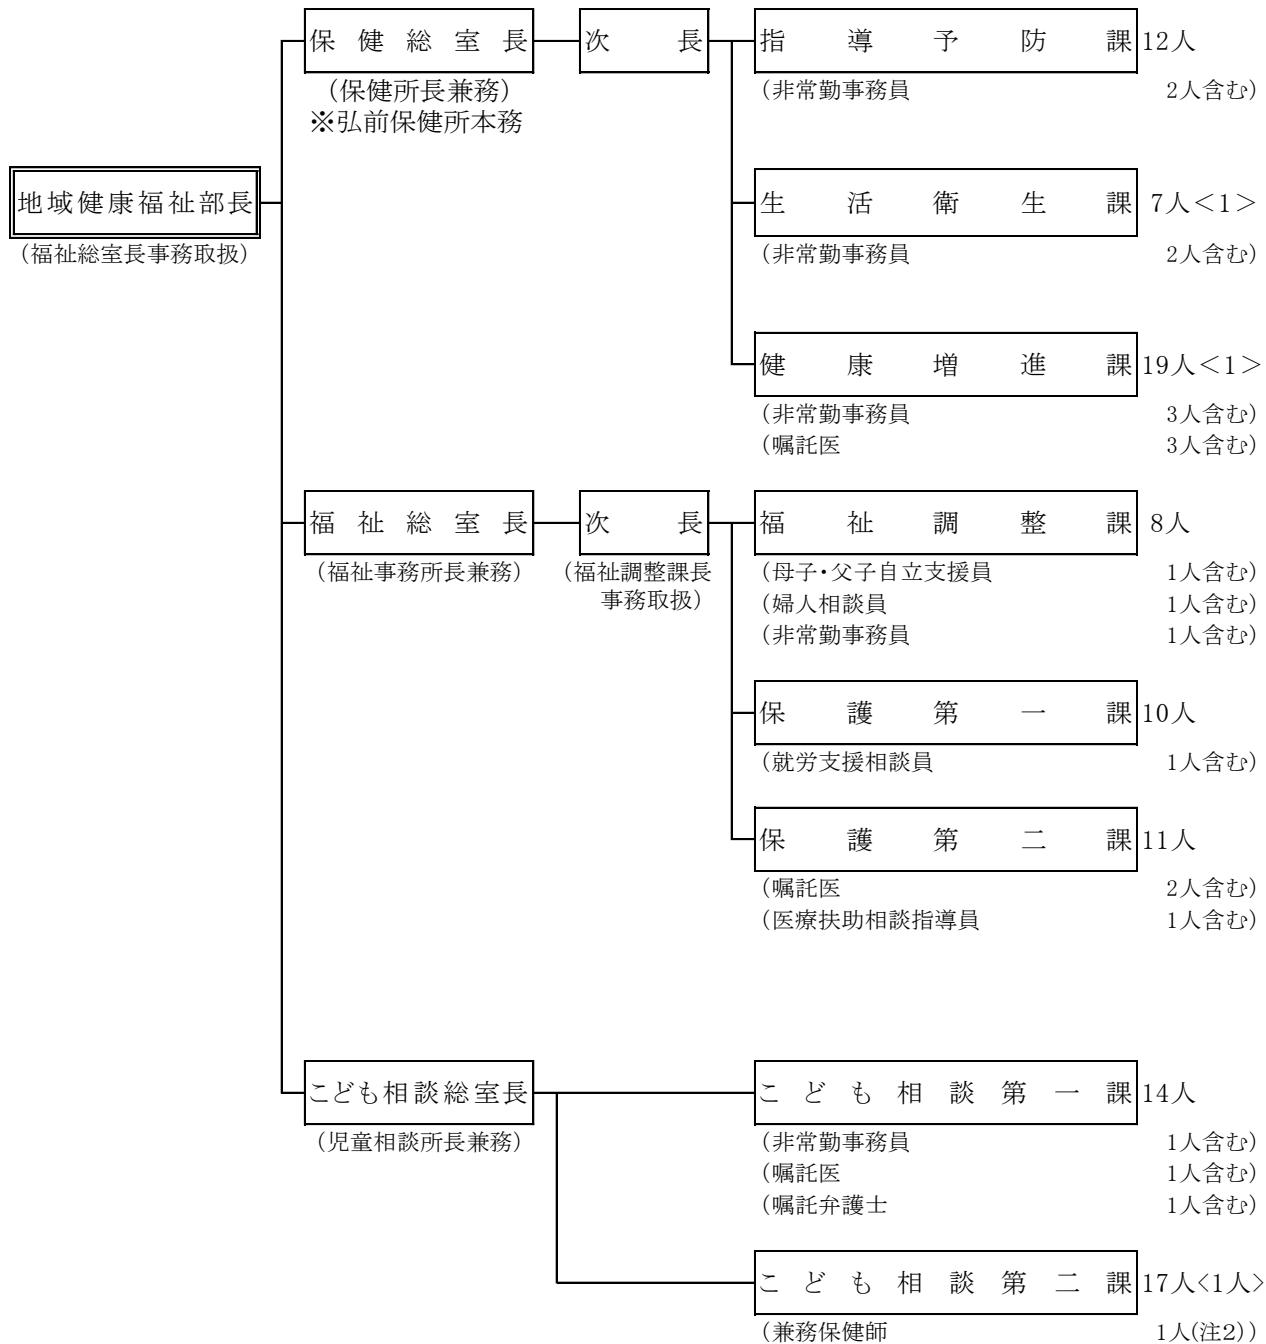 保健総室長 次長 指導予防課 12人
（保健所長兼務） （非常勤事務員 2人含む）
※弘前保健所本務
地域健康福祉部長 生活衛生課 7人＜1＞
（福祉総室長事務取扱） （非常勤事務員 2人含む）
健康増進課 19人＜1＞
（非常勤事務員 3人含む）
（嘱託医 3人含む）
福祉総室長 次長 福祉調整課 8人
（福祉事務所長兼務） （福祉調整課長 （母子・父子自立支援員 1人含む）
事務取扱） （婦人相談員 1人含む）
（非常勤事務員 1人含む）
保護第一課 10人
（就労支援相談員 1人含む）
保護第二課 11人
（嘱託医 2人含む）
（医療扶助相談指導員 1人含む）
こども相談総室長 こども相談第一課 14人
（児童相談所長兼務） （非常勤事務員 1人含む）
（嘱託医 1人含む）
（嘱託弁護士 1人含む）
こども相談第二課 17人<1人>
（兼務保健師 1人(注2)）